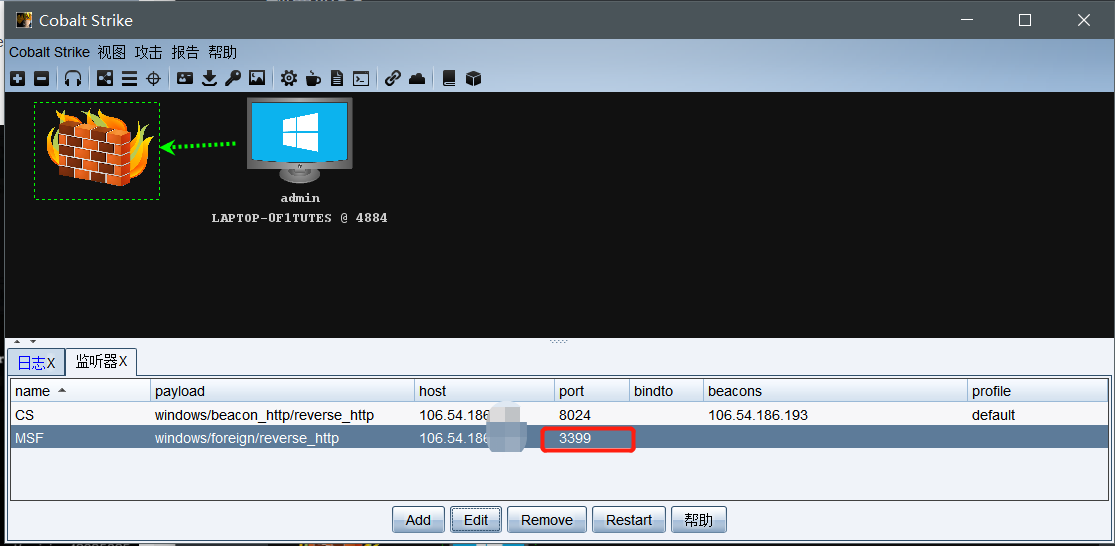 Cobalt Strike
Cobalt Strike 视图 攻击 报告 帮助
admin
LAPTOP-OF1TUTES @ 4884
日志X 监听器X
name payload host port bindto beacons profile
CS windows/beacon_http/reverse_http 106.54.186 8024 106.54.186.193 default
MSF windows/foreign/reverse_http 106.54.186 3399
Add Edit Remove Restart 帮助